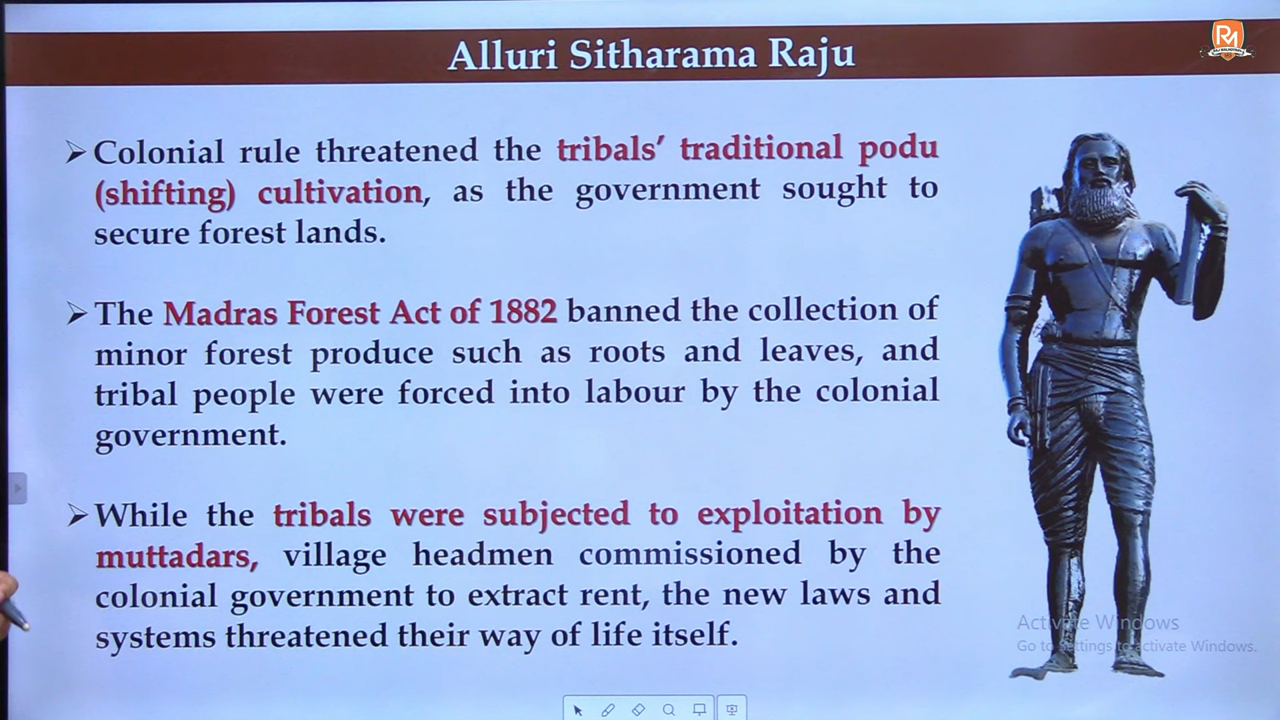 Alluri Sitharama Raju
RM
➢ Colonial rule threatened the tribals’ traditional podu
(shifting) cultivation, as the government sought to
secure forest lands.
➢ The Madras Forest Act of 1882 banned the collection of
minor forest produce such as roots and leaves, and
tribal people were forced into labour by the colonial
government.
➢ While the tribals were subjected to exploitation by
muttadars, village headmen commissioned by the
colonial government to extract rent, the new laws and
systems threatened their way of life itself.
Activate Windows
Go to Settings to activate Windows.